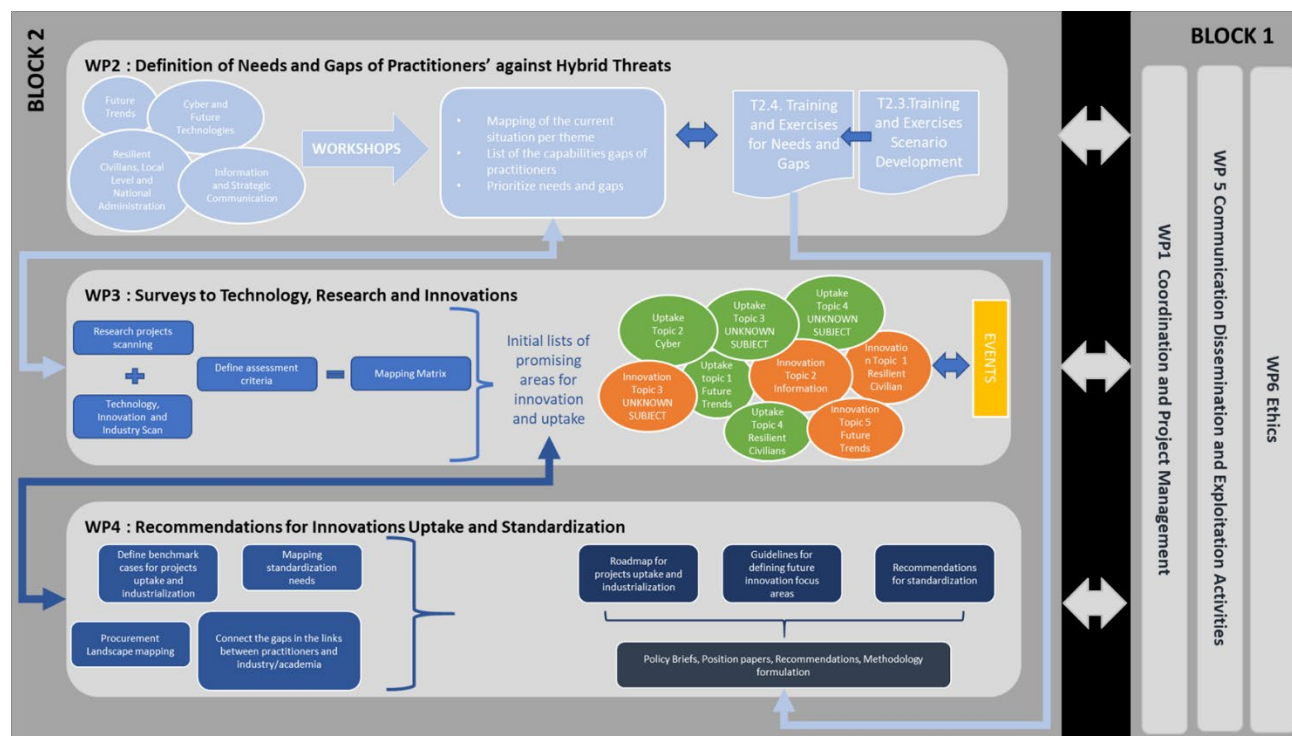 BLOCK 2
WP2 : Definition of Needs and Gaps of Practitioners' against Hybrid Threats
Future
Trends
Cyber and
Future
Technologies
Resilient
Civilians, Local
Level and
National
Administration
Information
and Strategic
Communication
WORKSHOPS
• Mapping of the current
situation per theme
• List of the capabilities gaps of
practitioners
• Prioritize needs and gaps
T2.4. Training
and Exercises
for Needs and
Gaps
T2.3.Training
and Exercises
Scenario
Development
WP3 : Surveys to Technology, Research and Innovations
Research projects
scanning
Technology,
Innovation and
Industry Scan
Define assessment
criteria
Mapping Matrix
Initial lists of
promising
areas for
innovation
and uptake
Uptake
Topic 2
Cyber
Uptake
Topic 3
UNKNOWN
SUBJECT
Uptake
Topic 4
UNKNOWN
SUBJECT
Innovation
Topic 3
UNKNOWN
SUBJECT
Uptake
topic 1
Future
Trends
Innovation
Topic 2
Information
Innovatio
n Topic 1
Resilient
Civilian
Uptake
Topic 4
Resilient
Civilians
Innovation
Topic 5
Future
Trends
EVENTS
WP4 : Recommendations for Innovations Uptake and Standardization
Define benchmark
cases for projects
uptake and
industrialization
Mapping
standardization
needs
Procurement
Landscape mapping
Connect the gaps in the links
between practitioners and
industry/academia
Roadmap for
projects uptake and
industrialization
Guidelines for
defining future
innovation focus
areas
Recommendations
for standardization
Policy Briefs, Position papers, Recommendations, Methodology
formulation
BLOCK 1
WP1 Coordination and Project Management
WP 5 Communication Dissemination and Exploitation Activities
WP6 Ethics